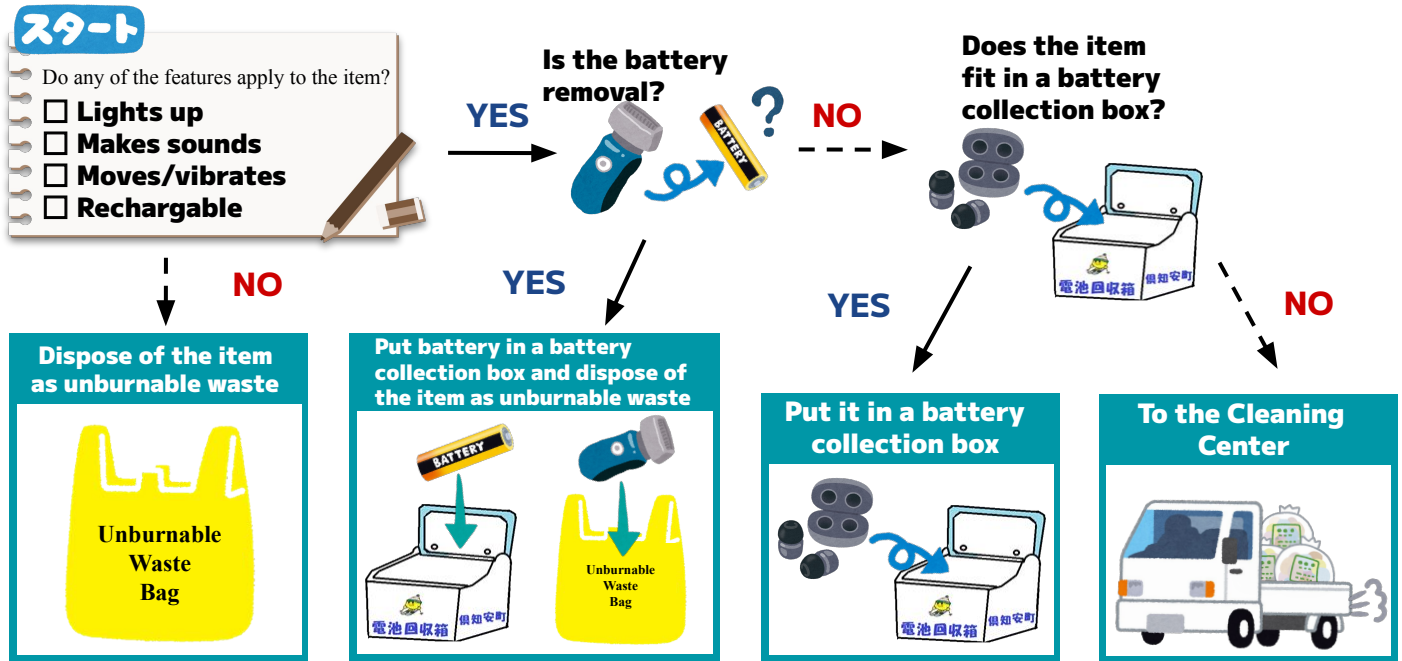 スタート
Do any of the features apply to the item?
Lights up
Makes sounds
Moves/vibrates
Rechargable
YES
Is the battery
removal?
BATTERY
?
NO
Does the item
fit in a battery
collection box?
電池回収箱
倶知安町
NO
YES
YES
NO
Dispose of the item
as unburnable waste
Unburnable
Waste
Bag
Put battery in a battery
collection box and dispose of
the item as unburnable waste
BATTERY
電池回収箱
倶知安町
Unburnable
Waste
Bag
Put it in a battery
collection box
電池回収箱
倶知安町
To the Cleaning
Center